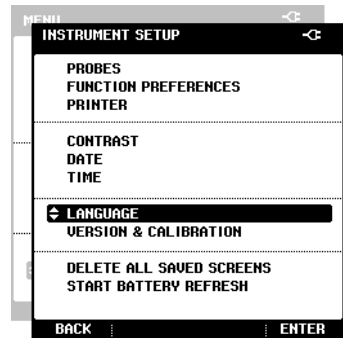 MENU
INSTRUMENT SETUP
PROBES
FUNCTION PREFERENCES
PRINTER
CONTRAST
DATE
TIME
LANGUAGE
VERSION & CALIBRATION
DELETE ALL SAVED SCREENS
START BATTERY REFRESH
BACK
ENTER